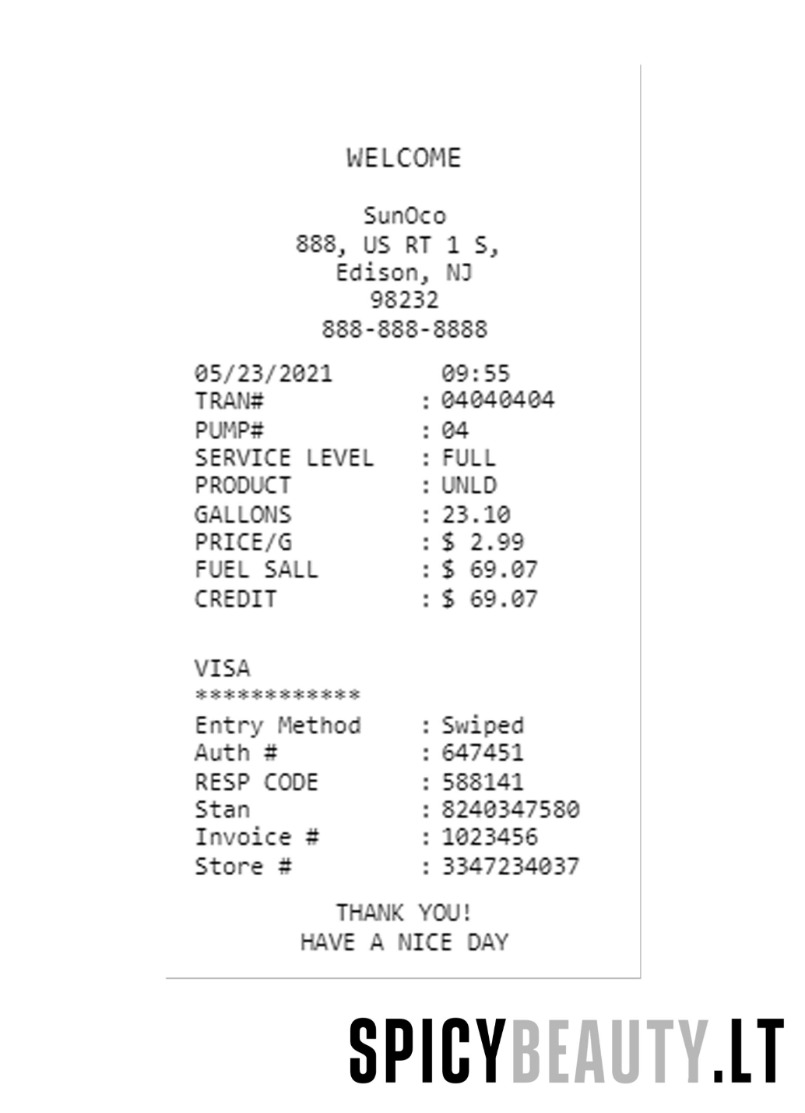 WELCOME
SunOco
888, US RT 1 S,
Edison, NJ
98232
888-888-8888
05/23/2021 09:55
TRAN# : 04040404
PUMP# : 04
SERVICE LEVEL : FULL
PRODUCT : UNLD
GALLONS : 23.10
PRICE/G : $ 2.99
FUEL SALL : $ 69.07
CREDIT : $ 69.07
VISA
************
Entry Method : Swiped
Auth # : 647451
RESP CODE : 588141
Stan : 8240347580
Invoice # : 1023456
Store # : 3347234037
THANK YOU!
HAVE A NICE DAY
SPICYBEAUTY.LT